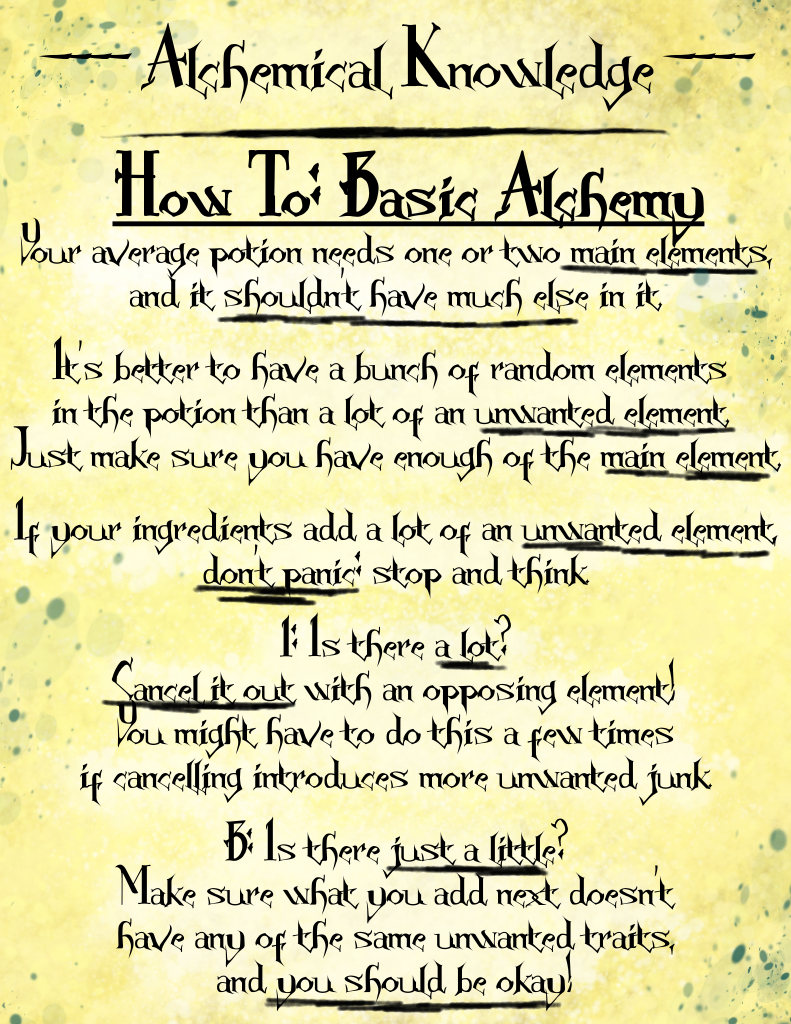 Alchemical Knowledge
How To: Basic Alchemy
Your average potion needs one or two main elements,
and it shouldn't have much else in it.
It's better to have a bunch of random elements
in the potion than a lot of an unwanted element.
Just make sure you have enough of the main element.
If your ingredients add a lot of an unwanted element,
don't panic: stop and think.
1: Is there a lot?
Cancel it out with an opposing element!
You might have to do this a few times
if cancelling introduces more unwanted junk.
B: Is there just a little?
Make sure what you add next doesn't
have any of the same unwanted traits,
and you should be okay!